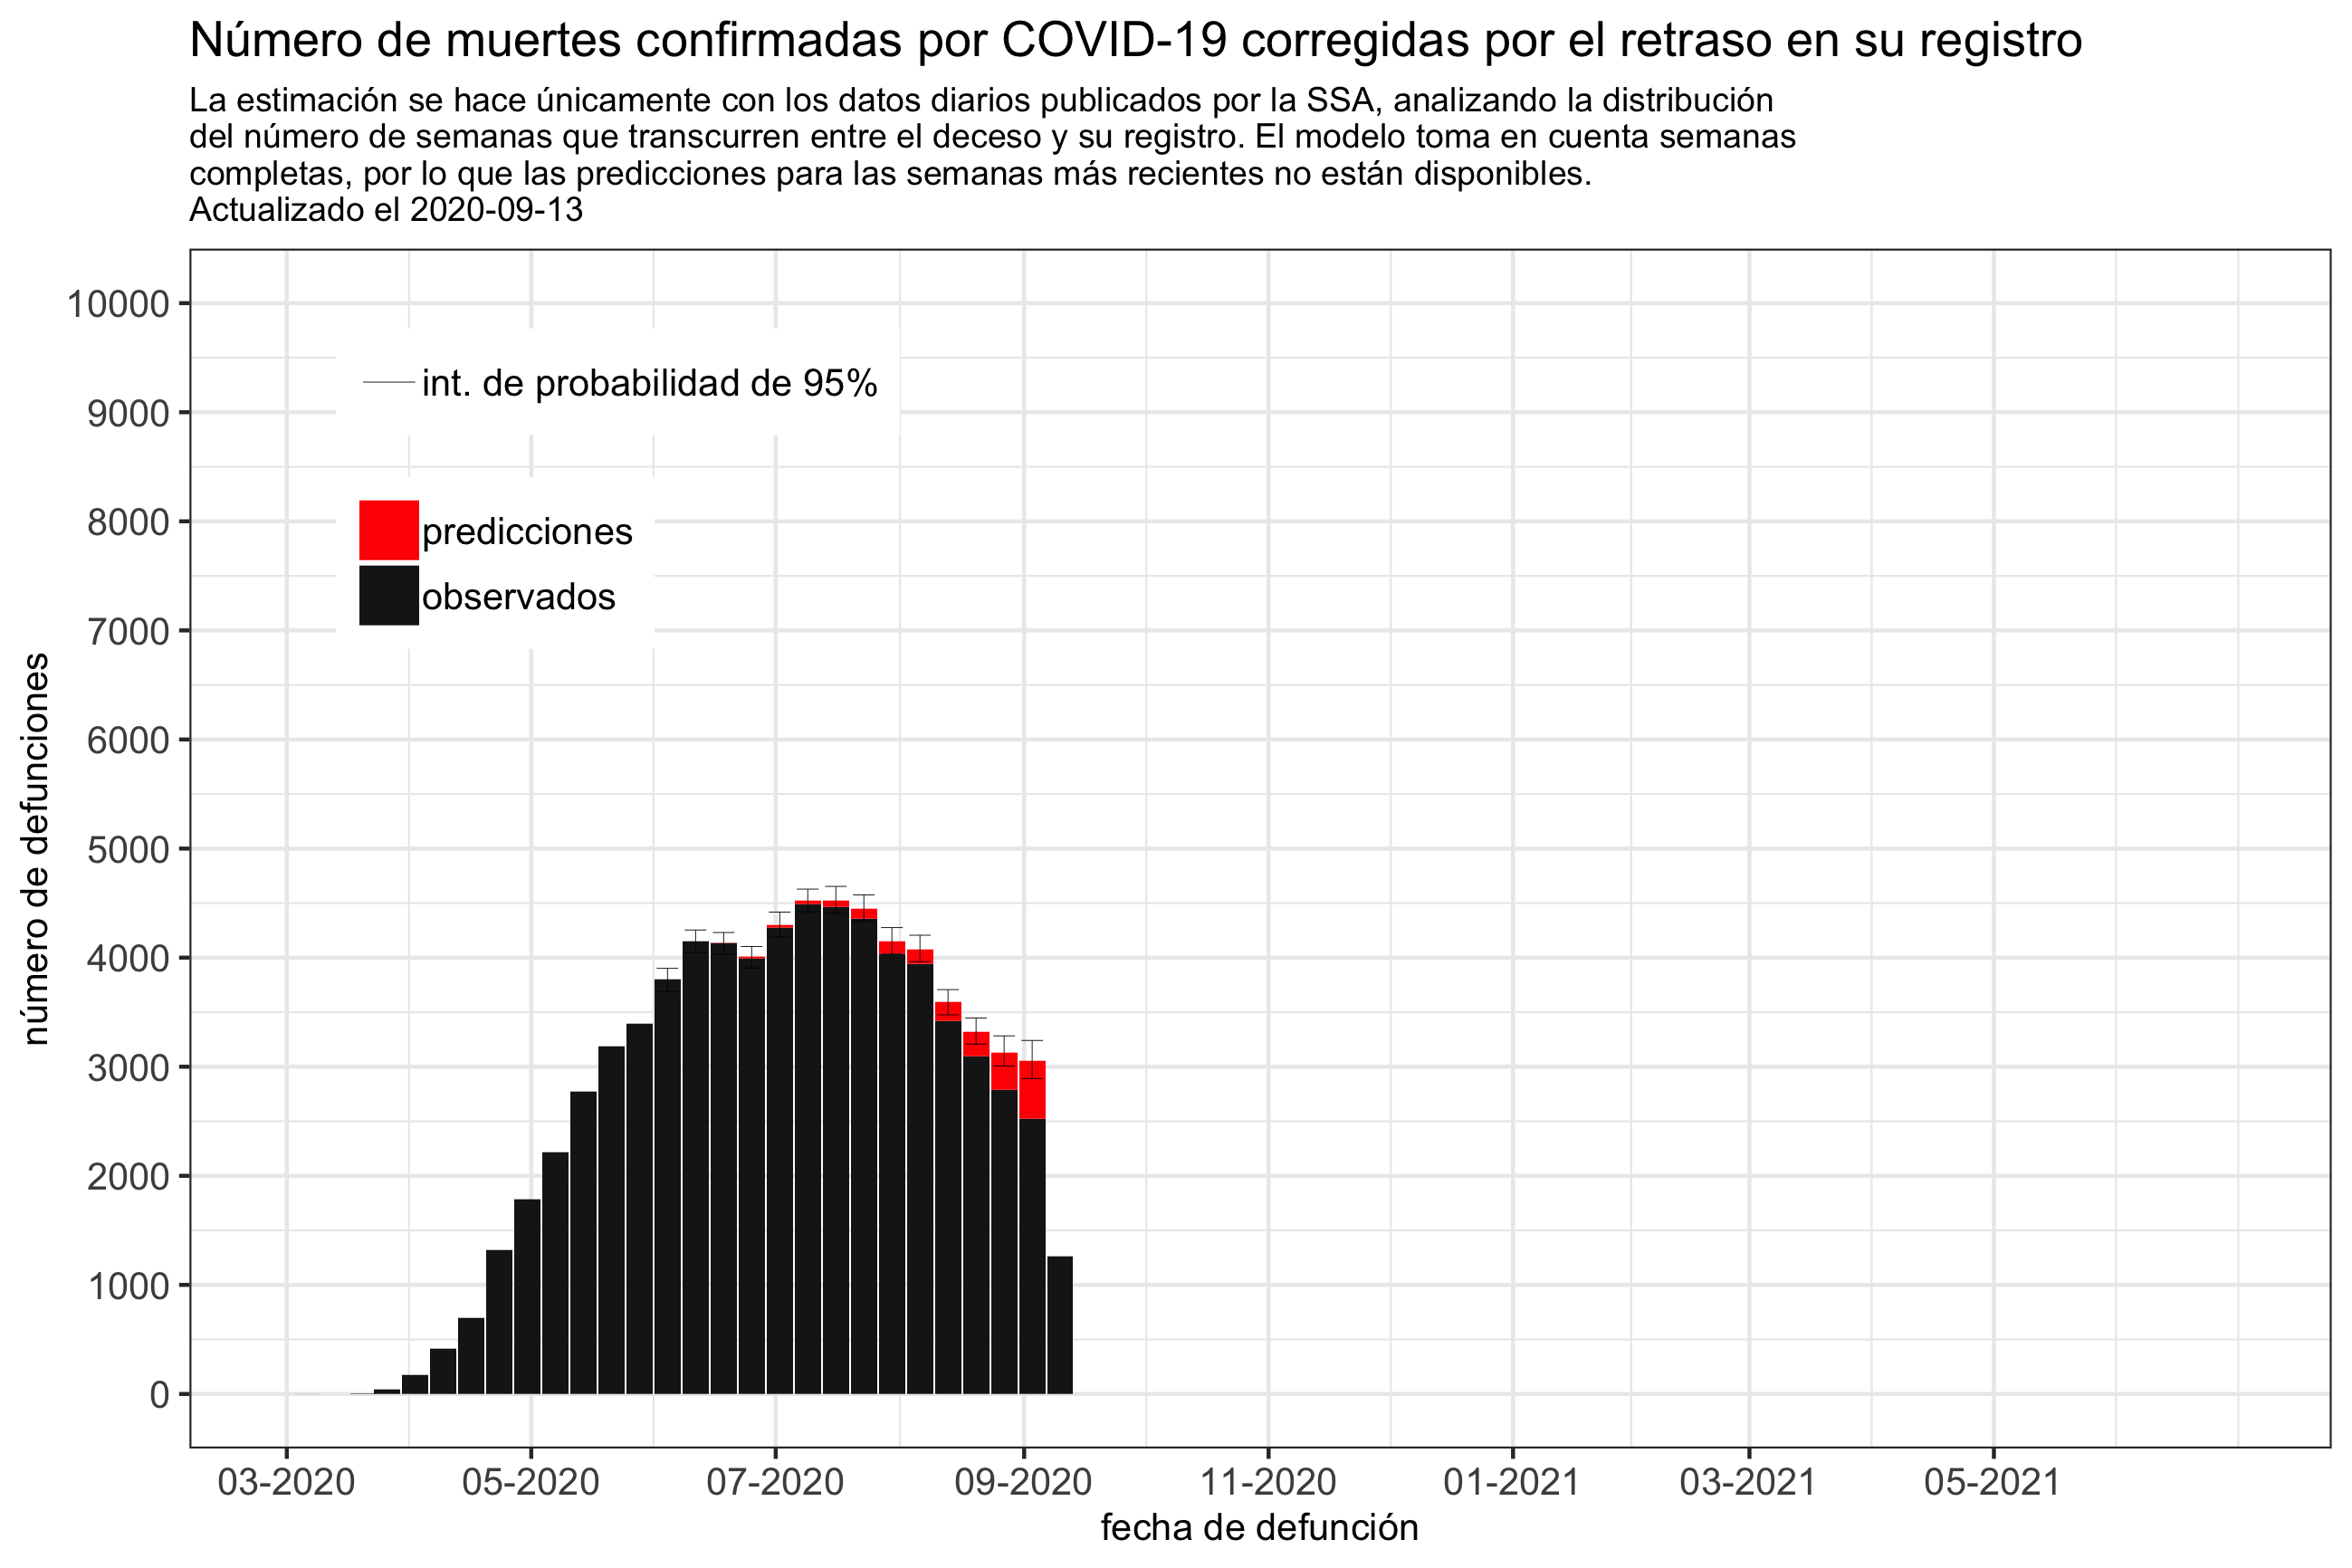 Número de muertes confirmadas por COVID-19 corregidas por el retraso en su registro
La estimación se hace únicamente con los datos diarios publicados por la SSA, analizando la distribución
del número de semanas que transcurren entre el deceso y su registro. El modelo toma en cuenta semanas
completas, por lo que las predicciones para las semanas más recientes no están disponibles.
Actualizado el 2020-09-13
número de defunciones
10000
9000
8000
7000
6000
5000
4000
3000
2000
1000
0
int. de probabilidad de 95%
predicciones
observados
03-2020 05-2020 07-2020 09-2020 11-2020 01-2021 03-2021 05-2021
fecha de defunción